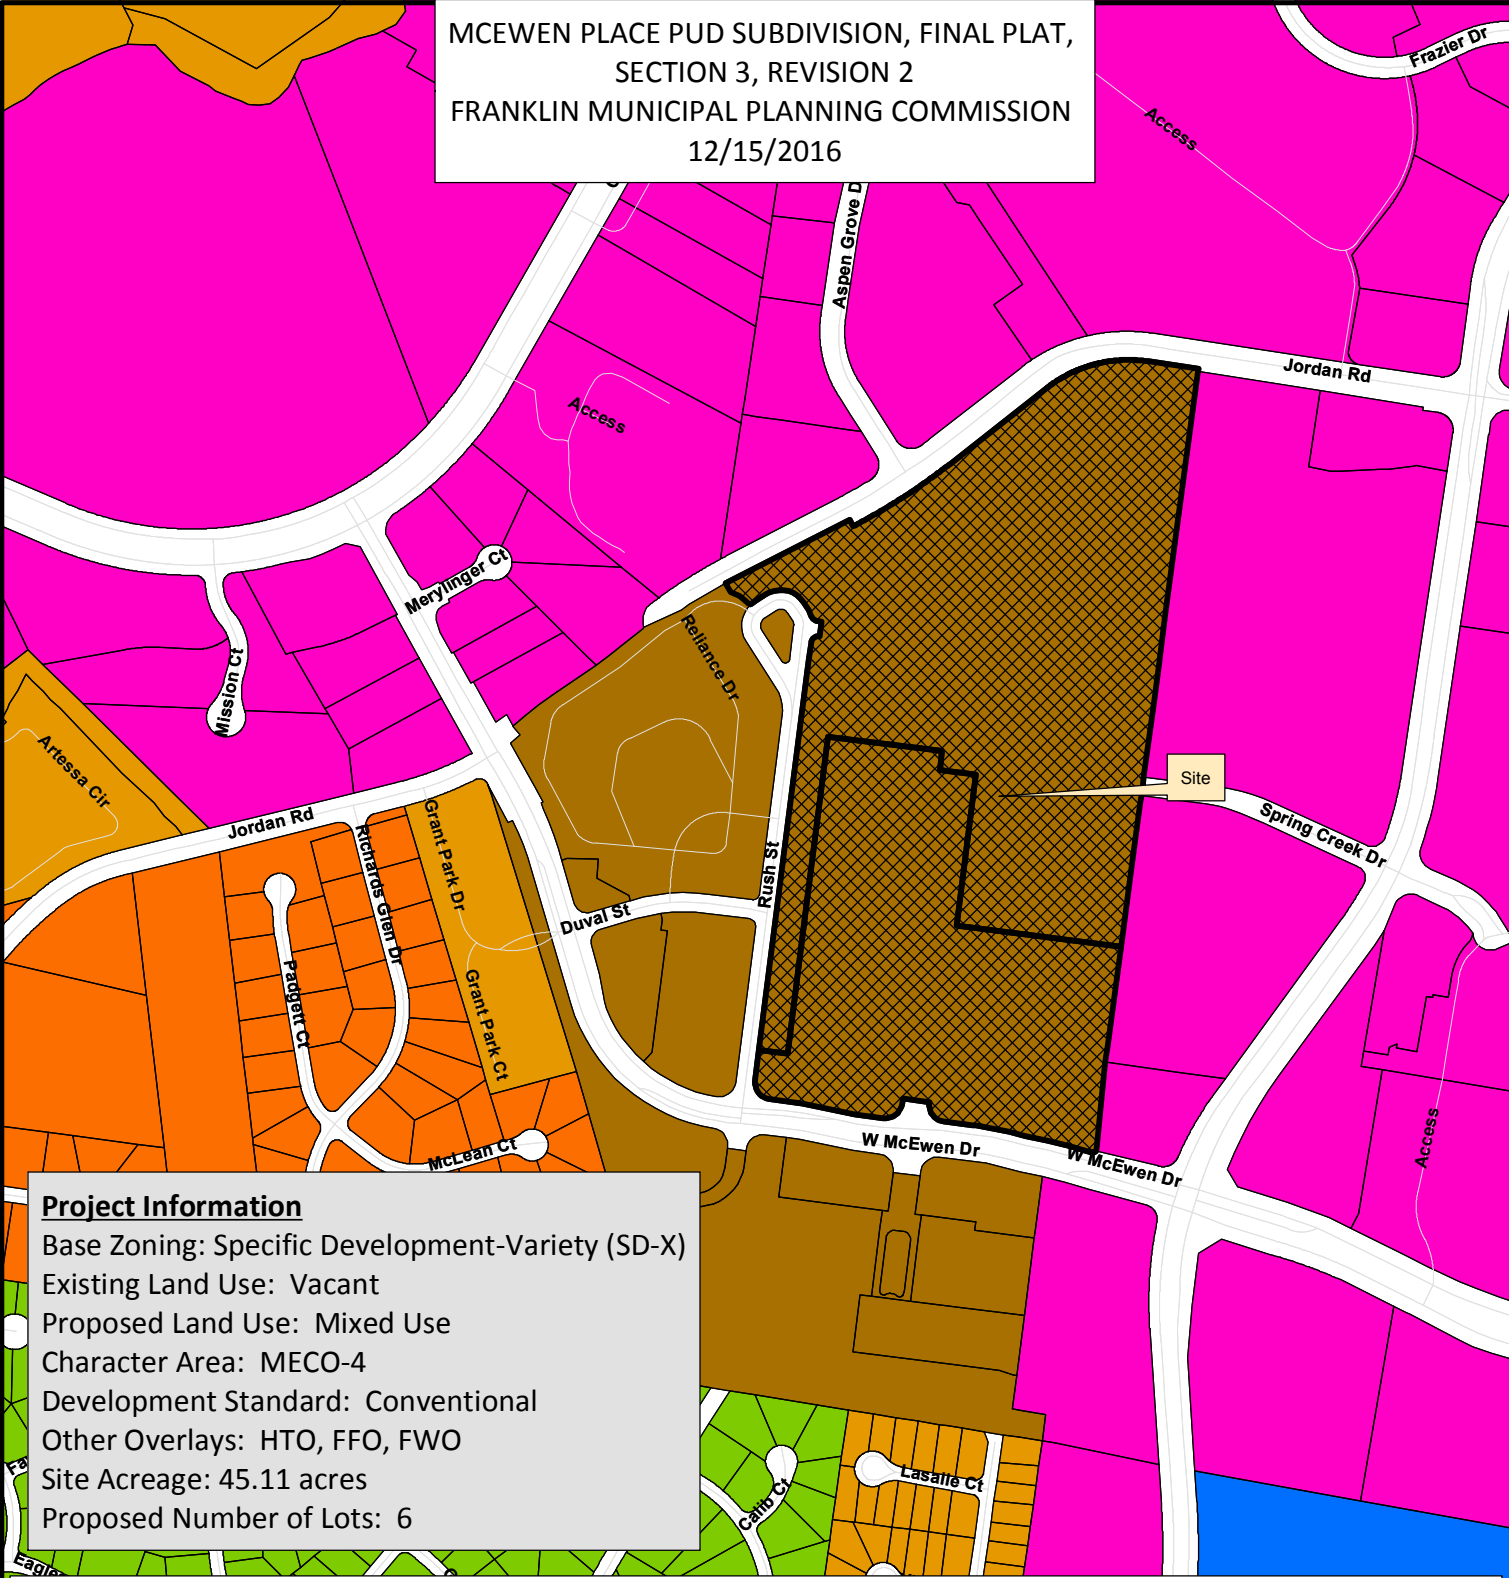 MCEWEN PLACE PUD SUBDIVISION, FINAL PLAT,
SECTION 3, REVISION 2
FRANKLIN MUNICIPAL PLANNING COMMISSION
12/15/2016
Frazier Dr
Access
Aspen Grove D
Jordan Rd
Access
Merylinger Ct
Reliance Dr
Mission Ct
Artessa Cir
Site
Spring Creek Dr
Jordan Rd
Grant Park Dr
Richards Glen Dr
Rush St
Duval St
Padgett Ct
Grant Park Ct
Access
W McEwen Dr
W McEwen Dr
McLean Ct
Project Information
Base Zoning: Specific Development-Variety (SD-X)
Existing Land Use: Vacant
Proposed Land Use: Mixed Use
Character Area: MECO-4
Development Standard: Conventional
Other Overlays: HTO, FFO, FWO
Site Acreage: 45.11 acres
Proposed Number of Lots: 6
Fa
Lasalle Ct
Calib Ct
Eagle